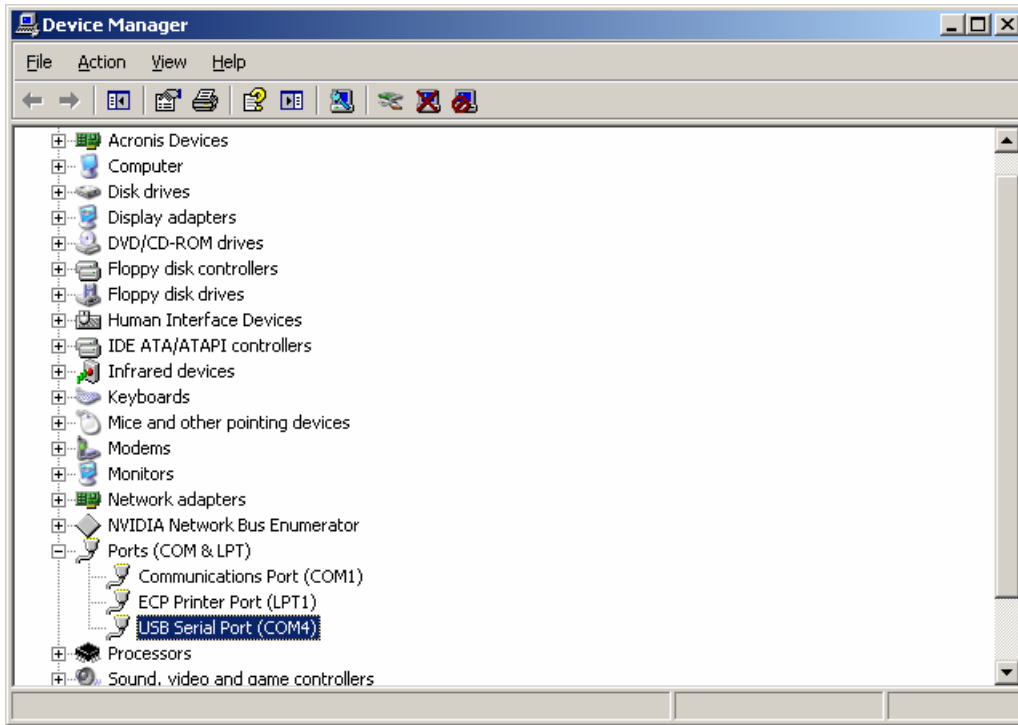 Device Manager
File Action View Help
Acronis Devices
Computer
Disk drives
Display adapters
DVD/CD-ROM drives
Floppy disk controllers
Floppy disk drives
Human Interface Devices
IDE ATA/ATAPI controllers
Infrared devices
Keyboards
Mice and other pointing devices
Modems
Monitors
Network adapters
NVIDIA Network Bus Enumerator
Ports (COM & LPT)
Communications Port (COM1)
ECP Printer Port (LPT1)
USB Serial Port (COM4)
Processors
Sound, video and game controllers